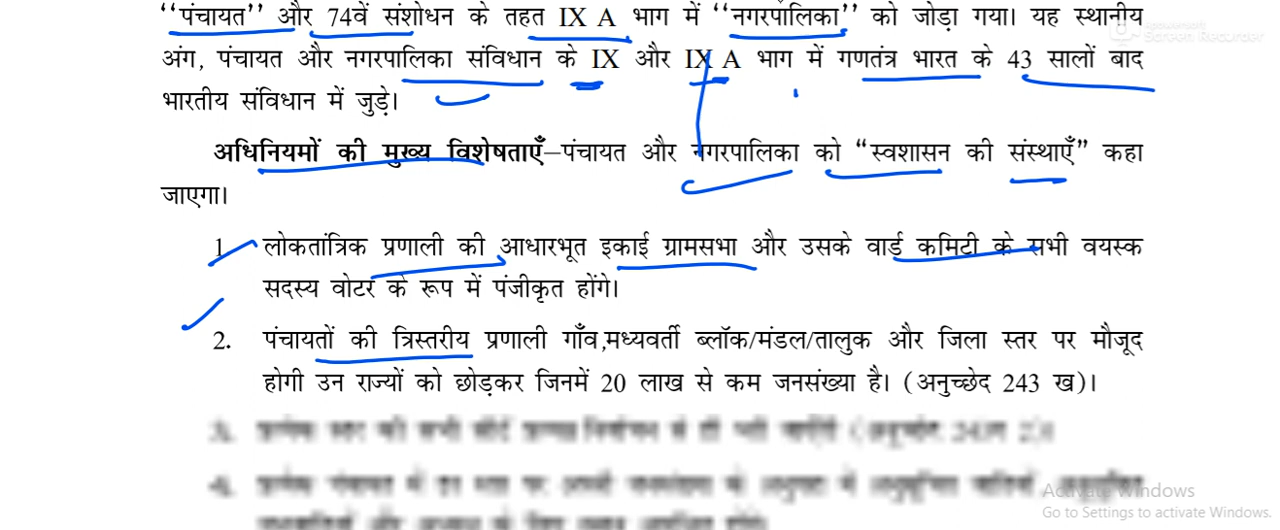 “पंचायत” और 74वें संशोधन के तहत IX A भाग में “नगरपालिका” को जोड़ा गया। यह स्थानीय
अंग, पंचायत और नगरपालिका संविधान के IX और IX A भाग में गणतंत्र भारत के 43 सालों बाद
भारतीय संविधान में जुड़े।
अधिनियमों की मुख्य विशेषताएँ–पंचायत और नगरपालिका को “स्वशासन की संस्थाएँ” कहा
जाएगा।
1 लोकतांत्रिक प्रणाली की आधारभूत इकाई ग्रामसभा और उसके वार्ड कमिटी के सभी वयस्क
सदस्य वोटर के रूप में पंजीकृत होंगे।
2. पंचायतों की त्रिस्तरीय प्रणाली गाँव,मध्यवर्ती ब्लॉक/मंडल/तालुक और जिला स्तर पर मौजूद
होगी उन राज्यों को छोड़कर जिनमें 20 लाख से कम जनसंख्या है। (अनुच्छेद 243 ख)।
Screen Recorder
Activate Windows
Go to Settings to activate Windows.